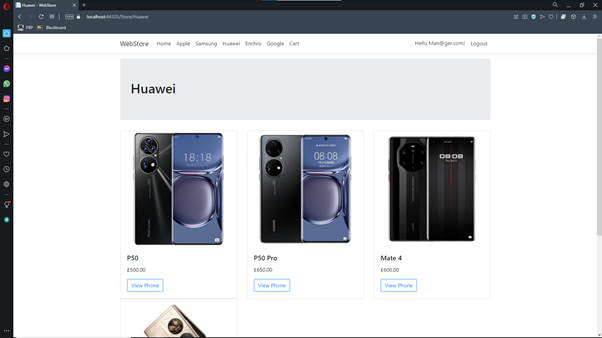 Huawei - WebStore
localhost:44325/Store/Huawei
PBP
Blackboard
WebStore Home Apple Samsung Huawei Enchro Google Cart Hello Man@ger.com! Logout
Huawei
18:18
08:08
08:08
P50
£500.00
View Phone
P50 Pro
£650.00
View Phone
Mate 4
£600.00
View Phone